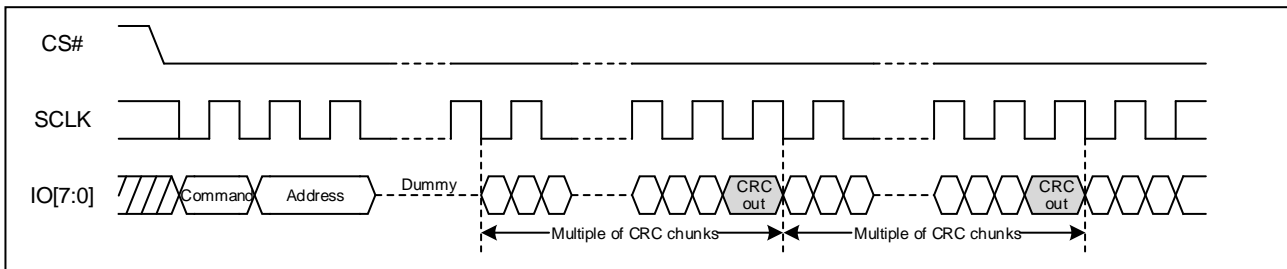 CS#
SCLK
IO[7:0]
Command
Address
Dummy
CRC
out
CRC
out
Multiple of CRC chunks
Multiple of CRC chunks